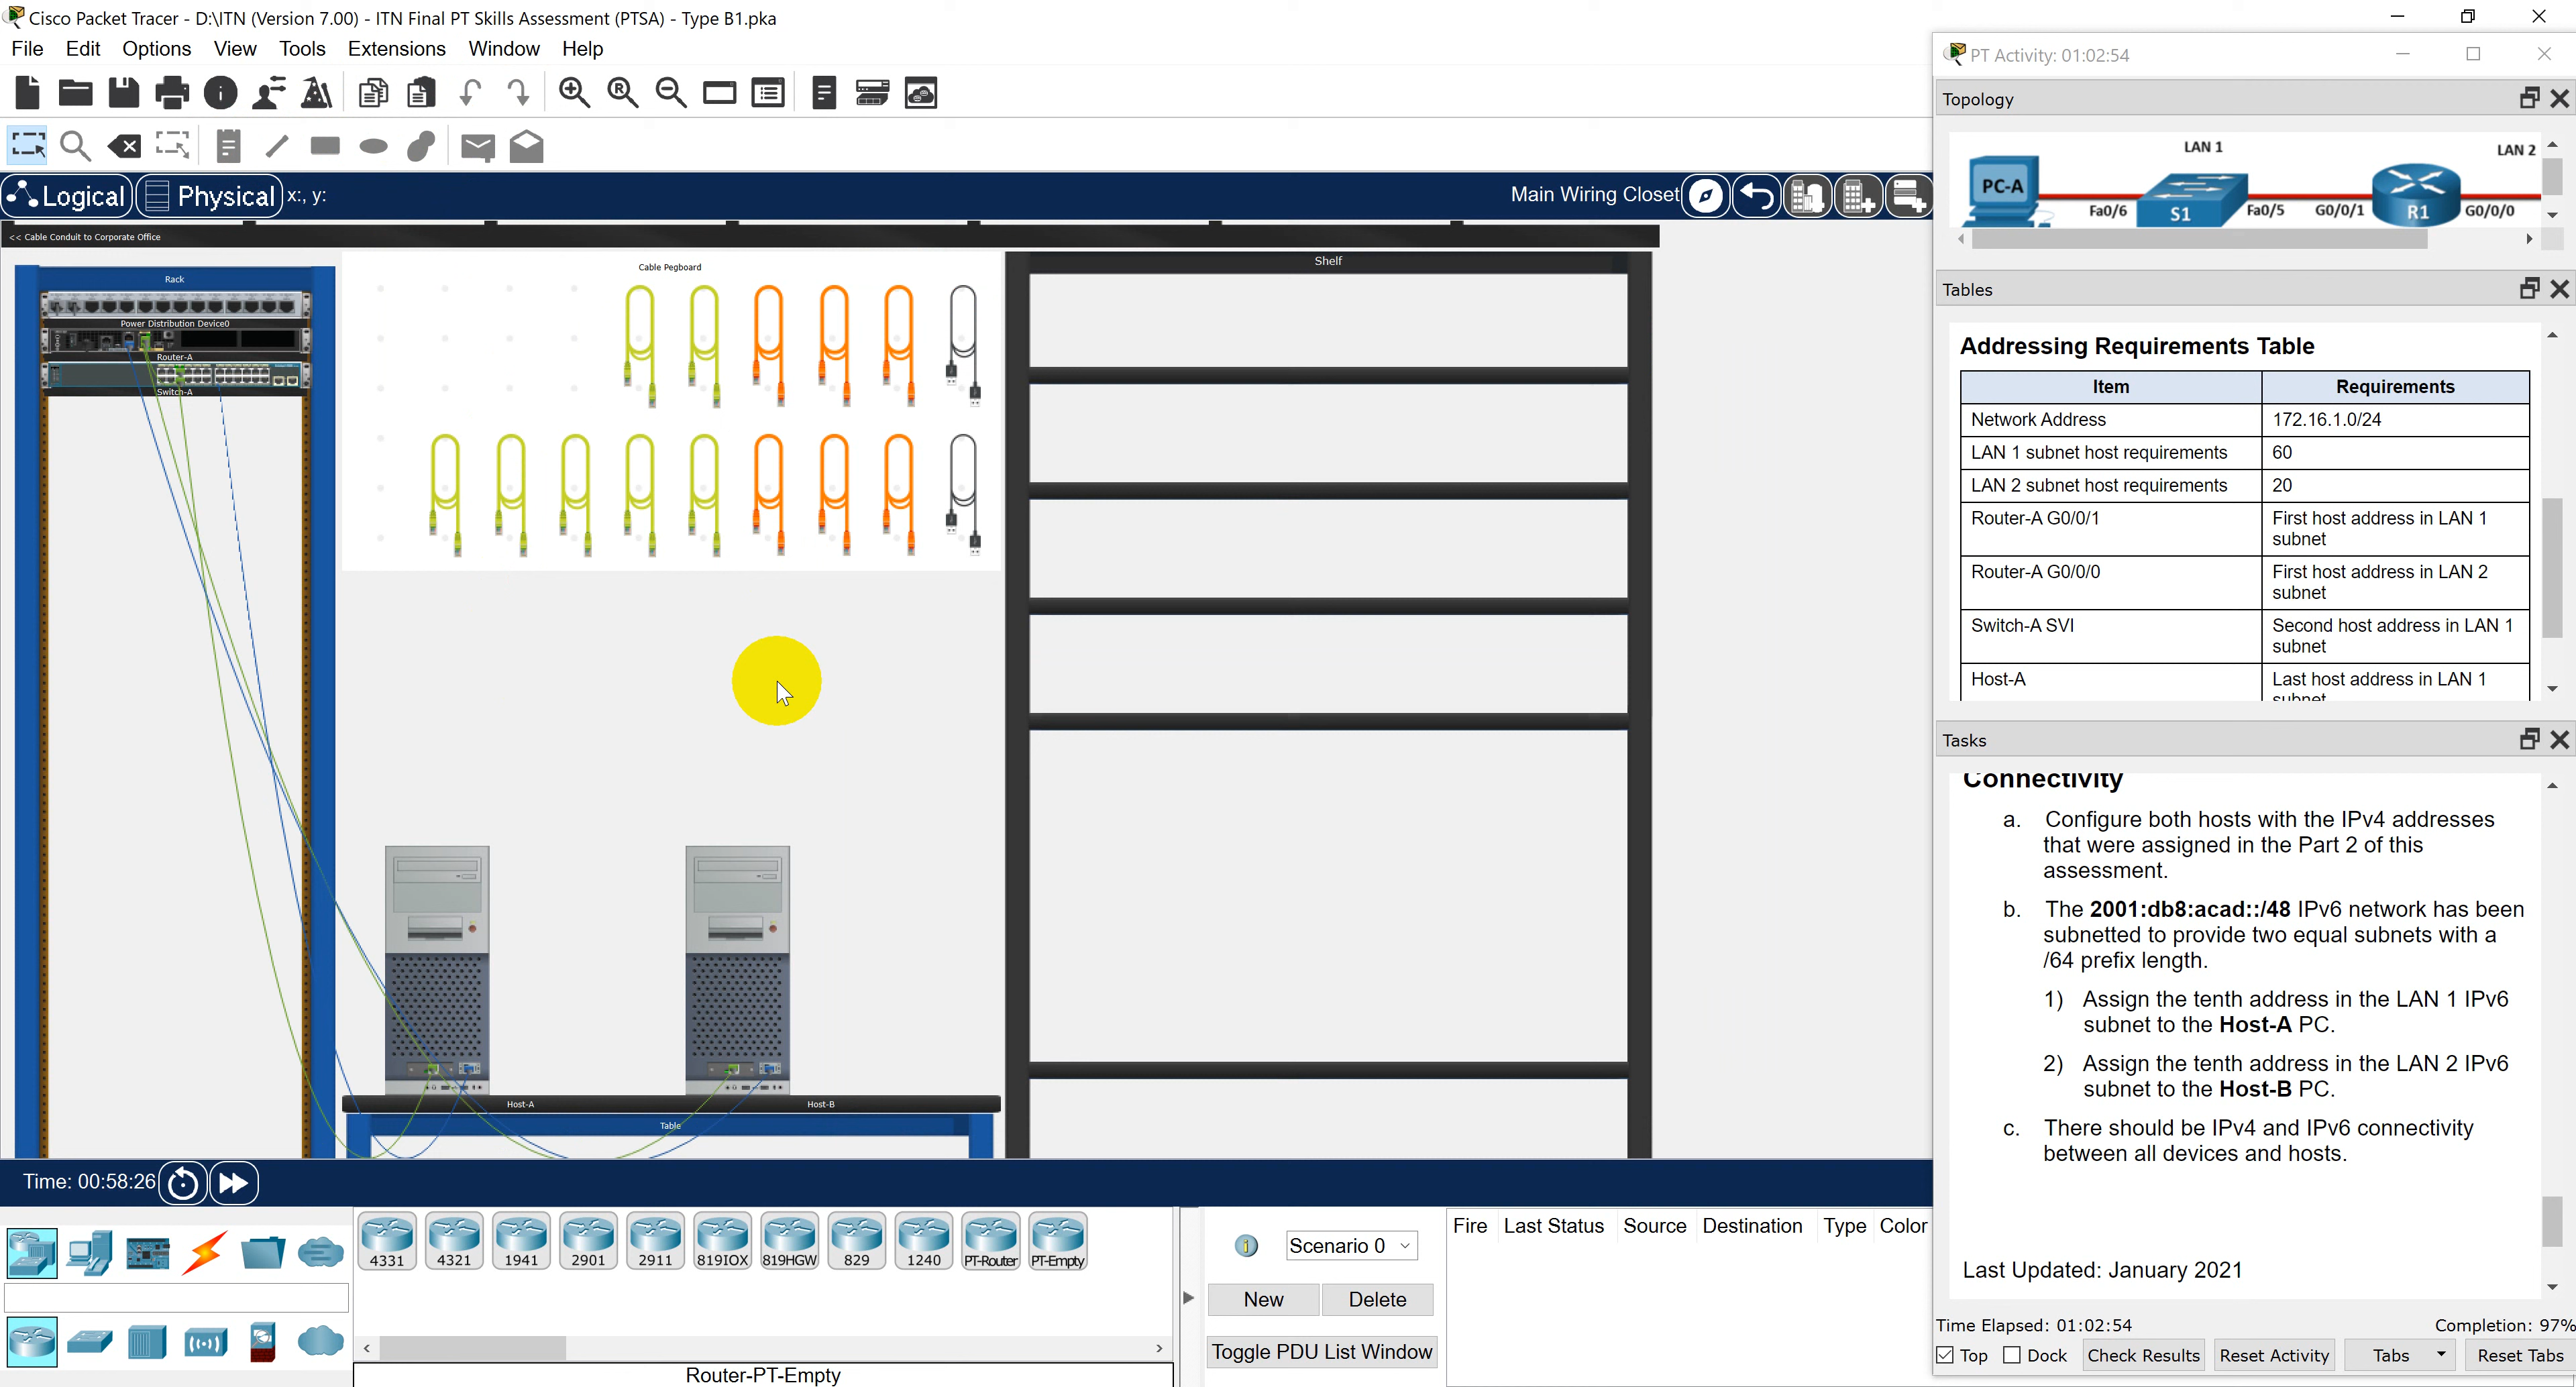 Cisco Packet Tracer - D:\ITN (Version 7.00) - ITN Final PT Skills Assessment (PTSA) - Type B1.pka
File Edit Options View Tools Extensions Window Help
Logical Physical x:, y:
Main Wiring Closet
<< Cable Conduit to Corporate Office
Rack
Power Distribution Device0
Router-A
Switch-A
Cable Pegboard
Shelf
Host-A
Host-B
Table
Time: 00:58:26
4331 4321 1941 2901 2911 819IOX 819HGW 829 1240 PT-Router PT-Empty
Router-PT-Empty
Scenario 0
New Delete
Toggle PDU List Window
Fire Last Status Source Destination Type Color
PT Activity: 01:02:54
Topology
LAN 1
LAN 2
PC-A
Fa0/6
S1
Fa0/5
G0/0/1
R1
G0/0/0
Tables
Addressing Requirements Table
Item Requirements
Network Address 172.16.1.0/24
LAN 1 subnet host requirements 60
LAN 2 subnet host requirements 20
Router-A G0/0/1 First host address in LAN 1
subnet
Router-A G0/0/0 First host address in LAN 2
subnet
Switch-A SVI Second host address in LAN 1
subnet
Host-A Last host address in LAN 1
subnet
Tasks
Connectivity
a. Configure both hosts with the IPv4 addresses
that were assigned in the Part 2 of this
assessment.
b. The 2001:db8:acad::/48 IPv6 network has been
subnetted to provide two equal subnets with a
/64 prefix length.
1) Assign the tenth address in the LAN 1 IPv6
subnet to the Host-A PC.
2) Assign the tenth address in the LAN 2 IPv6
subnet to the Host-B PC.
c. There should be IPv4 and IPv6 connectivity
between all devices and hosts.
Last Updated: January 2021
Time Elapsed: 01:02:54 Completion: 97%
Top Dock Check Results Reset Activity Tabs Reset Tabs